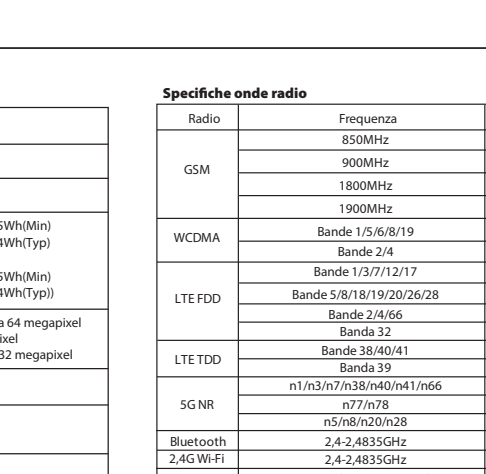 5Wh(Min)
4Wh(Typ)
5Wh(Min)
4Wh(Typ))
a 64 megapixel
ixel
32 megapixel
Specifiche onde radio
Radio Frequenza
GSM 850MHz
900MHz
1800MHz
1900MHz
WCDMA Bande 1/5/6/8/19
Bande 2/4
LTE FDD Bande 1/3/7/12/17
Bande 5/8/18/19/20/26/28
Bande 2/4/66
Banda 32
LTE TDD Bande 38/40/41
Banda 39
5G NR n1/n3/n7/n38/n40/n41/n66
n77/n78
n5/n8/n20/n28
Bluetooth 2,4-2,4835GHz
2,4G Wi-Fi 2,4-2,4835GHz